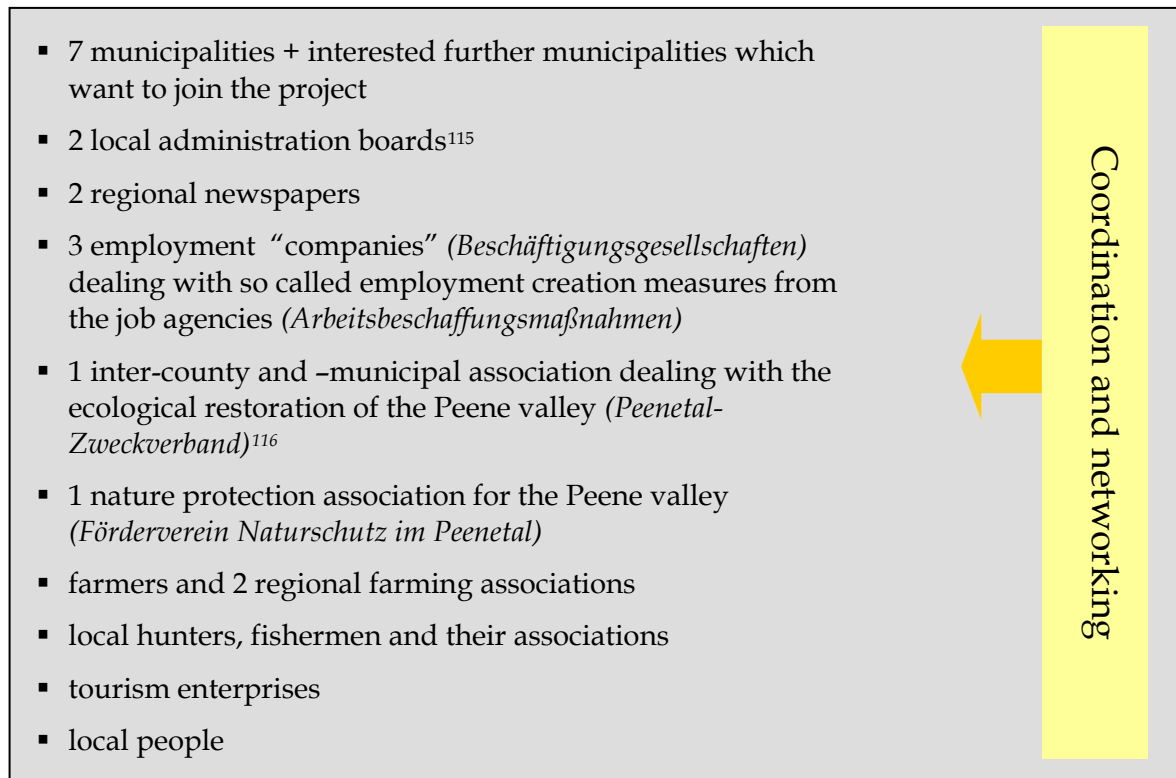 ▪ 7 municipalities + interested further municipalities which
want to join the project
▪ 2 local administration boards¹¹⁵
▪ 2 regional newspapers
▪ 3 employment “companies” (Beschäftigungsgesellschaften)
dealing with so called employment creation measures from
the job agencies (Arbeitsbeschaffungsmaßnahmen)
▪ 1 inter-county and –municipal association dealing with the
ecological restoration of the Peene valley (Peenetal-
Zweckverband)¹¹⁶
▪ 1 nature protection association for the Peene valley
(Förderverein Naturschutz im Peenetal)
▪ farmers and 2 regional farming associations
▪ local hunters, fishermen and their associations
▪ tourism enterprises
▪ local people
Coordination and networking